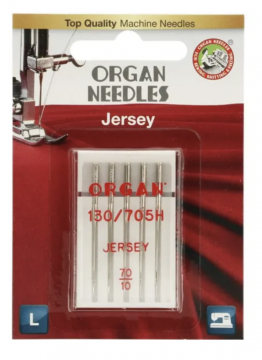 Top Quality Machine Needles
ORGAN
NEEDLES
Jersey
ORGAN
130/705H
JERSEY
70
10
L